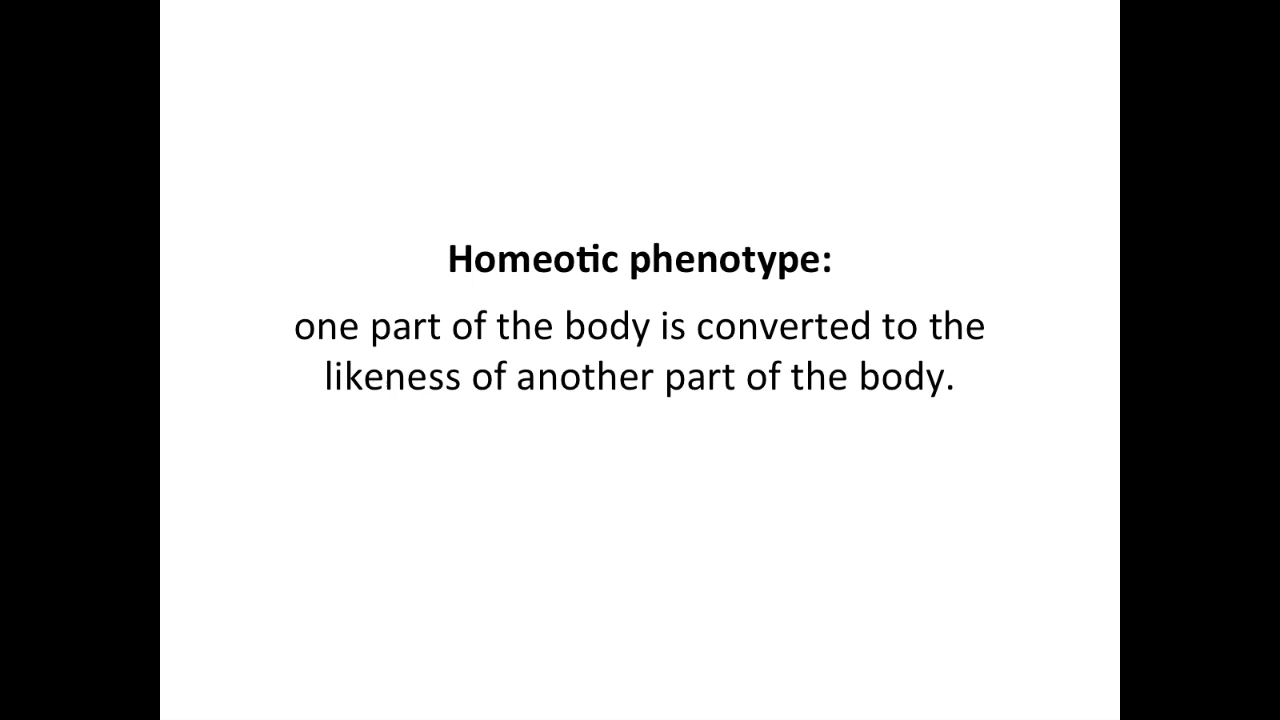 Homeotic phenotype:
one part of the body is converted to the
likeness of another part of the body.